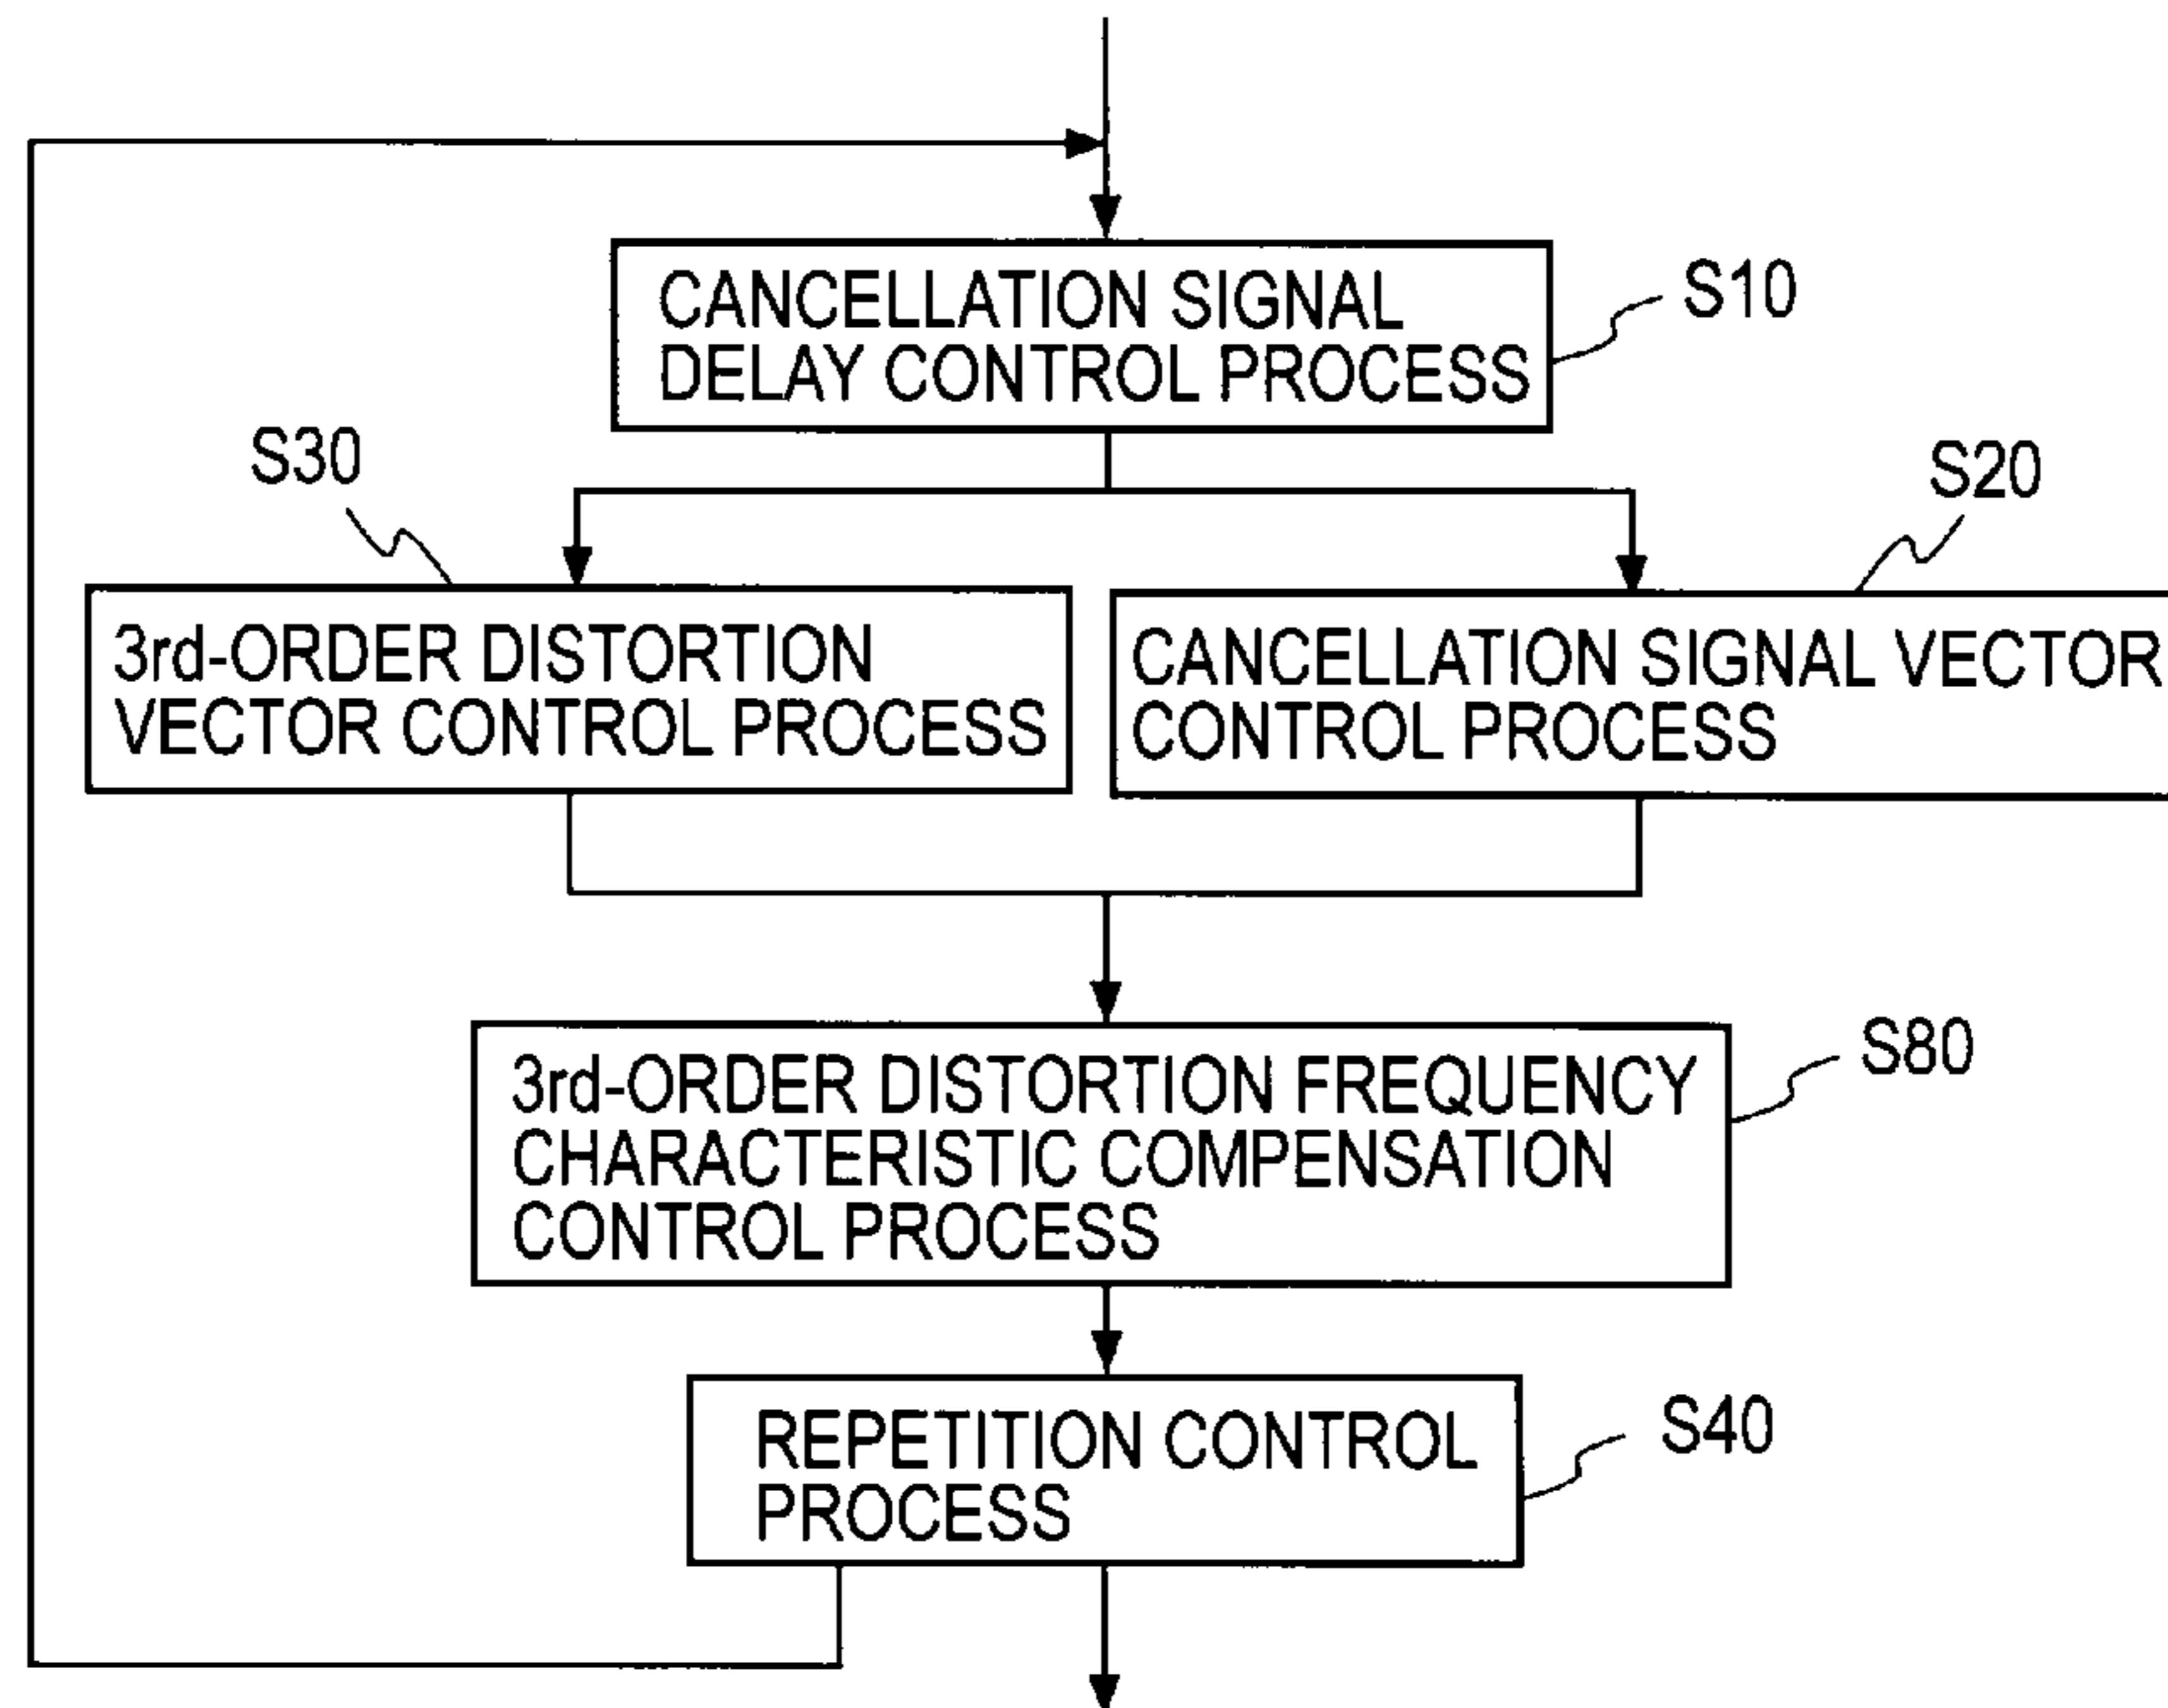 CANCELLATION SIGNAL
DELAY CONTROL PROCESS
S10
S30
S20
3rd-ORDER DISTORTION
VECTOR CONTROL PROCESS
CANCELLATION SIGNAL VECTOR
CONTROL PROCESS
3rd-ORDER DISTORTION FREQUENCY
CHARACTERISTIC COMPENSATION
CONTROL PROCESS
S80
REPETITION CONTROL
PROCESS
S40